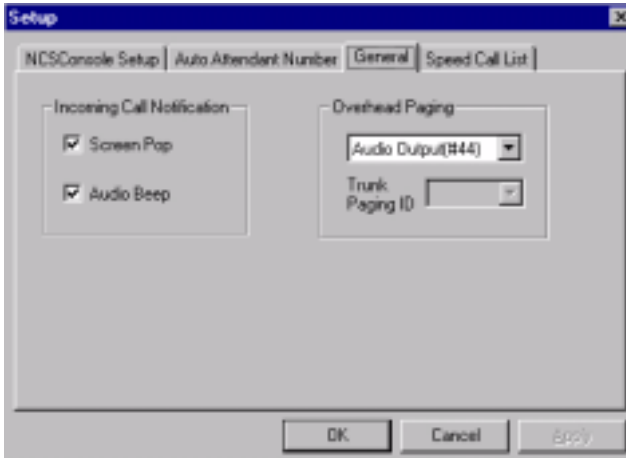 Setup
NCSConsole Setup
Auto Attendant Number
General
Speed Call List
Incoming Call Notification
Screen Pop
Audio Beep
Overhead Paging
Audio Output(#44)
Trunk
Paging ID
OK
Cancel
Apply